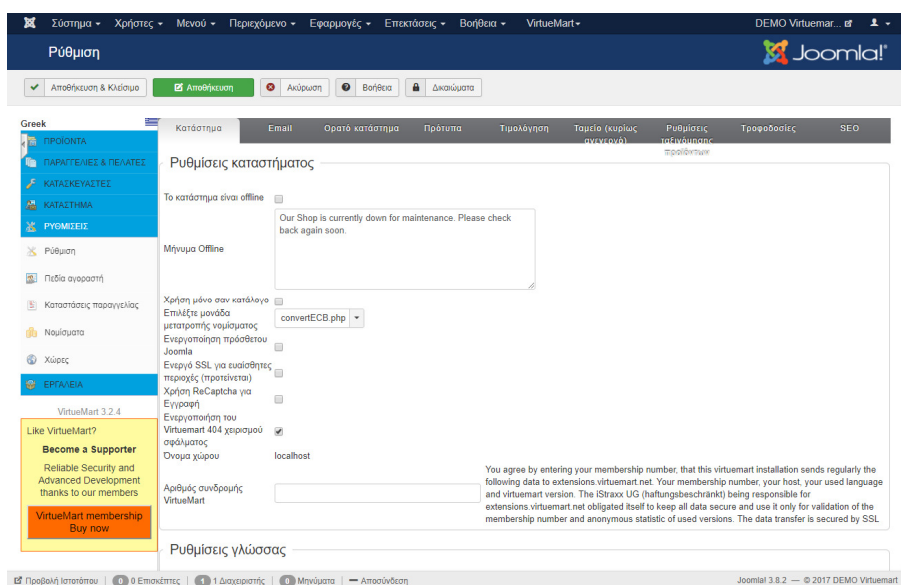 Σύστημα Χρήστες Μενού Περιεχόμενο Εφαρμογές Επεκτάσεις Βοήθεια VirtueMart DEMO Virtuemar...
Ρύθμιση Joomla!
Αποθήκευση & Κλείσιμο Αποθήκευση Ακύρωση Βοήθεια Δικαιώματα
Greek
ΠΡΟΪΟΝΤΑ
ΠΑΡΑΓΓΕΛΙΕΣ & ΠΕΛΑΤΕΣ
ΚΑΤΑΣΚΕΥΑΣΤΕΣ
ΚΑΤΑΣΤΗΜΑ
ΡΥΘΜΙΣΕΙΣ
Ρύθμιση
Πεδία αγοραστή
Καταστάσεις παραγγελίας
Νομίσματα
Χώρες
ΕΡΓΑΛΕΙΑ
VirtueMart 3.2.4
Like VirtueMart?
Become a Supporter
Reliable Security and
Advanced Development
thanks to our members
VirtueMart membership
Buy now
Κατάστημα Email Ορατό κατάστημα Πρότυπα Τιμολόγηση Ταμείο (κυρίως Ρυθμίσεις Τροφοδοσίες SEO
ταξινόμησης
προϊόντων
Ρυθμίσεις καταστήματος
Το κατάστημα είναι offline
Our Shop is currently down for maintenance. Please check
back again soon.
Μήνυμα Offline
Χρήση μόνο σαν κατάλογο
Επιλέξτε μονάδα
μετατροπής νομίσματος
convertECB.php
Ενεργοποίηση πρόσθετου
Joomla
Ενεργό SSL για ευαίσθητες
περιοχές (προτείνεται)
Χρήση ReCaptcha για
Εγγραφή
Ενεργοποιήση του
Virtuemart 404 χειρισμού
σφάλματος
Όνομα χώρου localhost
Αριθμός συνδρομής
VirtueMart
You agree by entering your membership number, that this virtuemart installation sends regularly the
following data to extensions.virtuemart.net. Your membership number, your host, your used language
and virtuemart version. The iStraxx UG (haftungsbeschränkt) being responsible for
extensions.virtuemart.net obligated itself to keep all data secure and use it only for validation of the
membership number and anonymous statistic of used versions. The data transfer is secured by SSL
Ρυθμίσεις γλώσσας
Προβολή Ιστοτόπου 0 0 Επισκέπτες 1 1 Διαχειριστής 0 Μηνύματα Αποσύνδεση Joomla! 3.8.2 — © 2017 DEMO Virtuemart